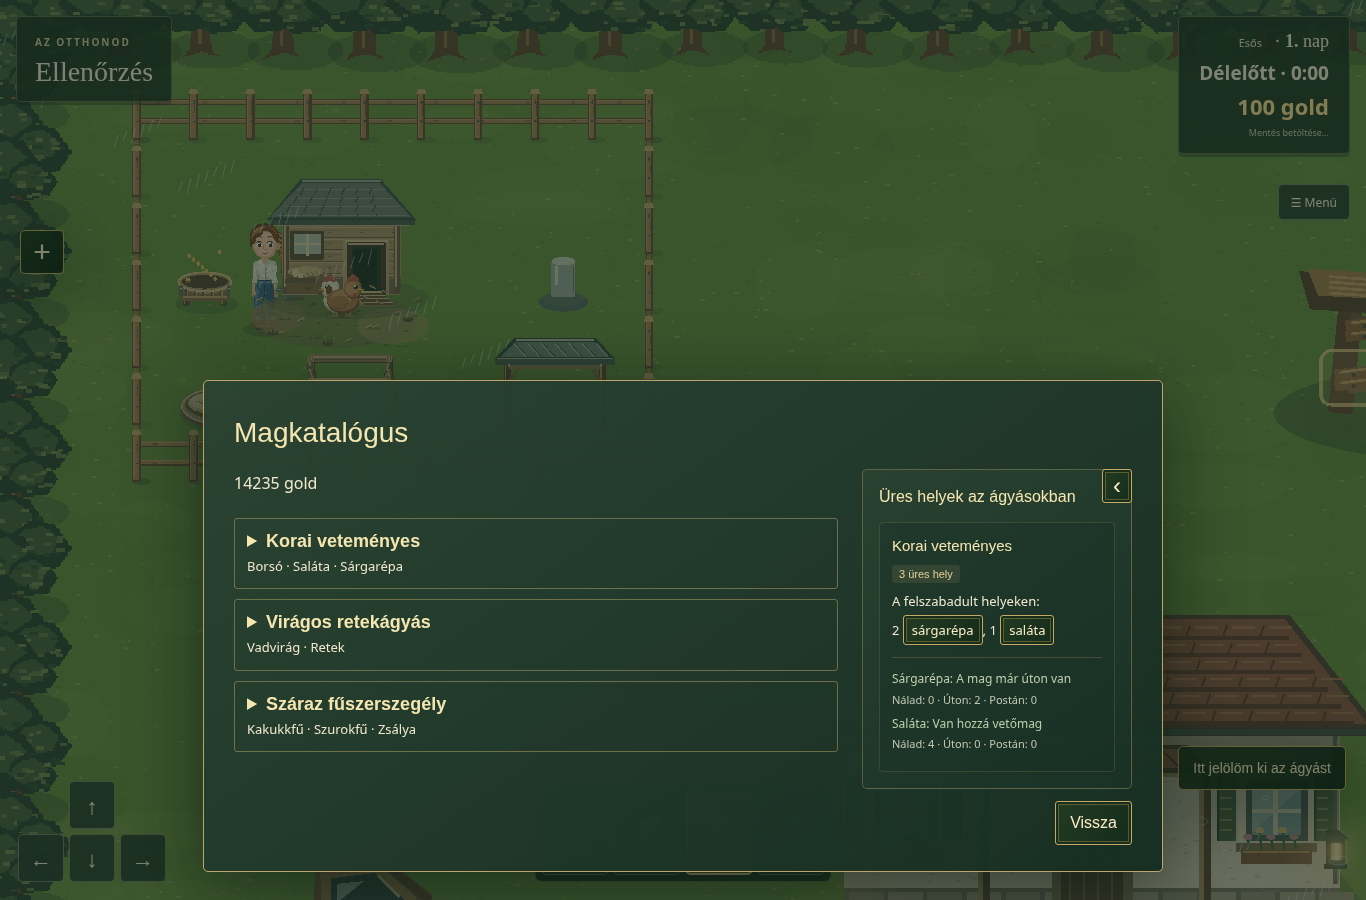 AZ OTTHONOD
Ellenőrzés
Esős · 1. nap
Délelőtt · 0:00
100 gold
Mentés betöltése...
☰ Menü
+
Magkatalógus
14235 gold
▶ Korai veteményes
Borsó · Saláta · Sárgarépa
▶ Virágos retekágyás
Vadvirág · Retek
▶ Száraz fűszerszegély
Kakukkfű · Szurokfű · Zsálya
Üres helyek az ágyásokban
‹
Korai veteményes
3 üres hely
A felszabadult helyeken:
2 sárgarépa, 1 saláta
Sárgarépa: A mag már úton van
Nálad: 0 · Úton: 2 · Postán: 0
Saláta: Van hozzá vetőmag
Nálad: 4 · Úton: 0 · Postán: 0
Vissza
Itt jelölöm ki az ágyást
↑
← ↓ →